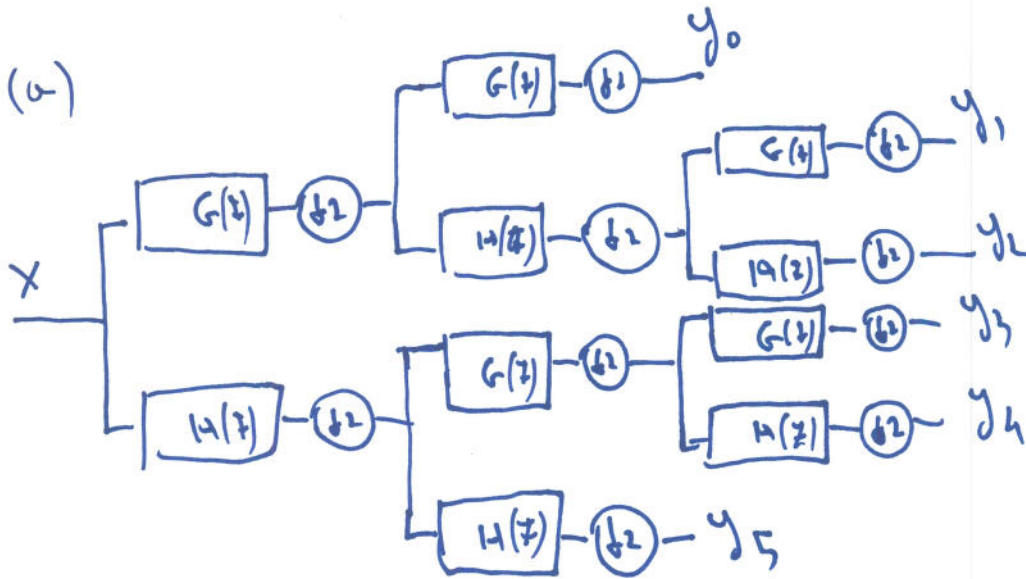 (a)
G(z) ↓2 y0
G(z) ↓2 y1
G(z) ↓2
H(z) ↓2
X
H(z) ↓2 y2
G(z) ↓2 y3
G(z) ↓2
H(z) ↓2
H(z) ↓2 y4
H(z) ↓2 y5